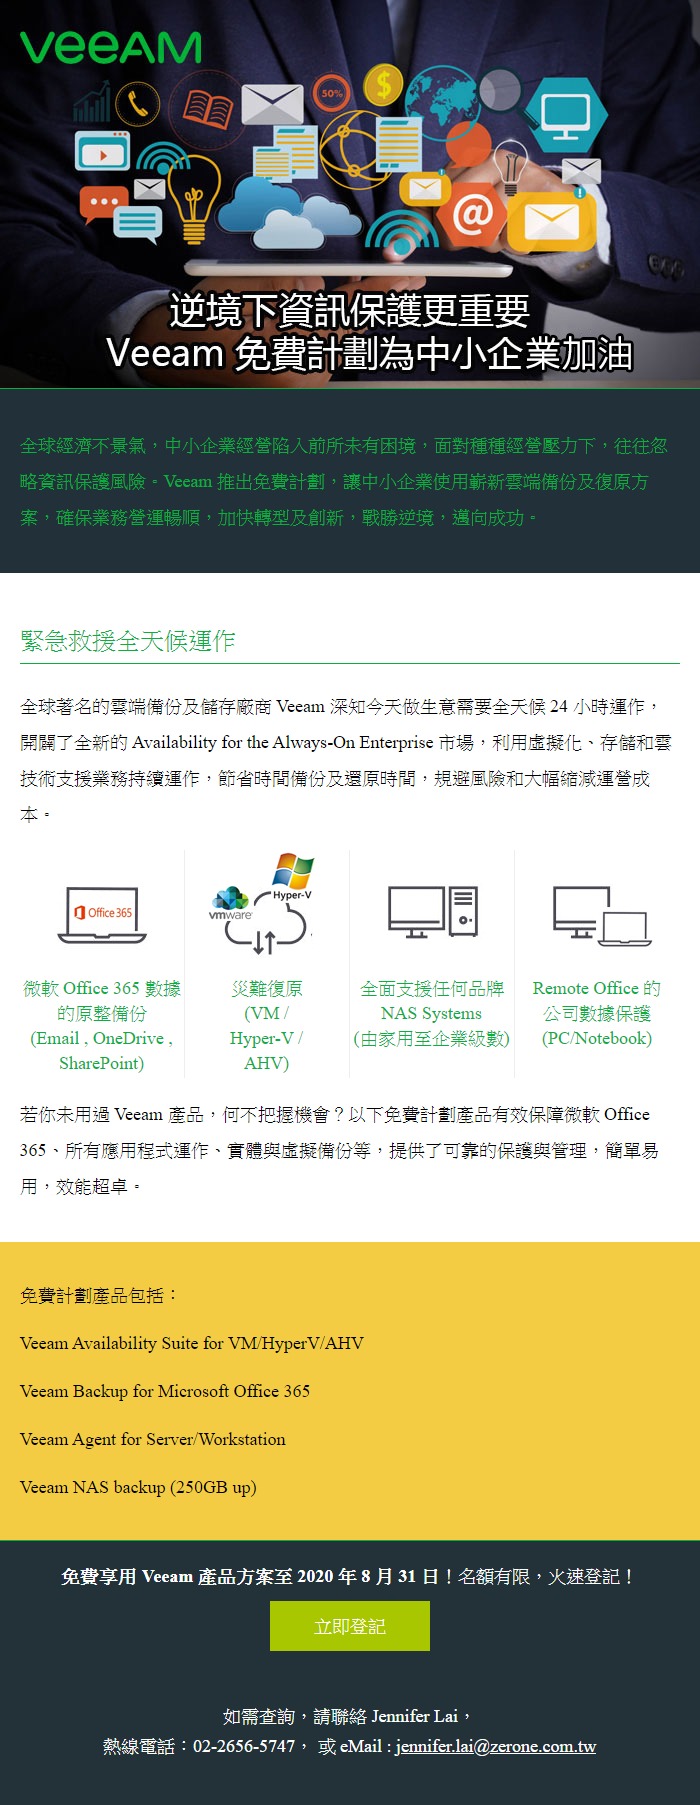 veeAM
50%
$
@
逆境下資訊保護更重要
Veeam 免費計劃為中小企業加油
全球經濟不景氣，中小企業經營陷入前所未有困境，面對種種經營壓力下，往往忽
略資訊保護風險。Veeam 推出免費計劃，讓中小企業使用嶄新雲端備份及復原方
案，確保業務營運暢順，加快轉型及創新，戰勝逆境，邁向成功。
緊急救援全天候運作
全球著名的雲端備份及儲存廠商 Veeam 深知今天做生意需要全天候 24 小時運作，
開闢了全新的 Availability for the Always-On Enterprise 市場，利用虛擬化、存儲和雲
技術支援業務持續運作，節省時間備份及還原時間，規避風險和大幅縮減運營成
本。
Office 365
微軟 Office 365 數據
的原整備份
(Email , OneDrive ,
SharePoint)
Hyper-V
vmware
災難復原
(VM /
Hyper-V /
AHV)
全面支援任何品牌
NAS Systems
(由家用至企業級數)
Remote Office 的
公司數據保護
(PC/Notebook)
若你未用過 Veeam 產品，何不把握機會？以下免費計劃產品有效保障微軟 Office
365、所有應用程式運作、實體與虛擬備份等，提供了可靠的保護與管理，簡單易
用，效能超卓。
免費計劃產品包括：
Veeam Availability Suite for VM/HyperV/AHV
Veeam Backup for Microsoft Office 365
Veeam Agent for Server/Workstation
Veeam NAS backup (250GB up)
免費享用 Veeam 產品方案至 2020 年 8 月 31 日！名額有限，火速登記！
立即登記
如需查詢，請聯絡 Jennifer Lai，
熱線電話：02-2656-5747， 或 eMail : jennifer.lai@zerone.com.tw